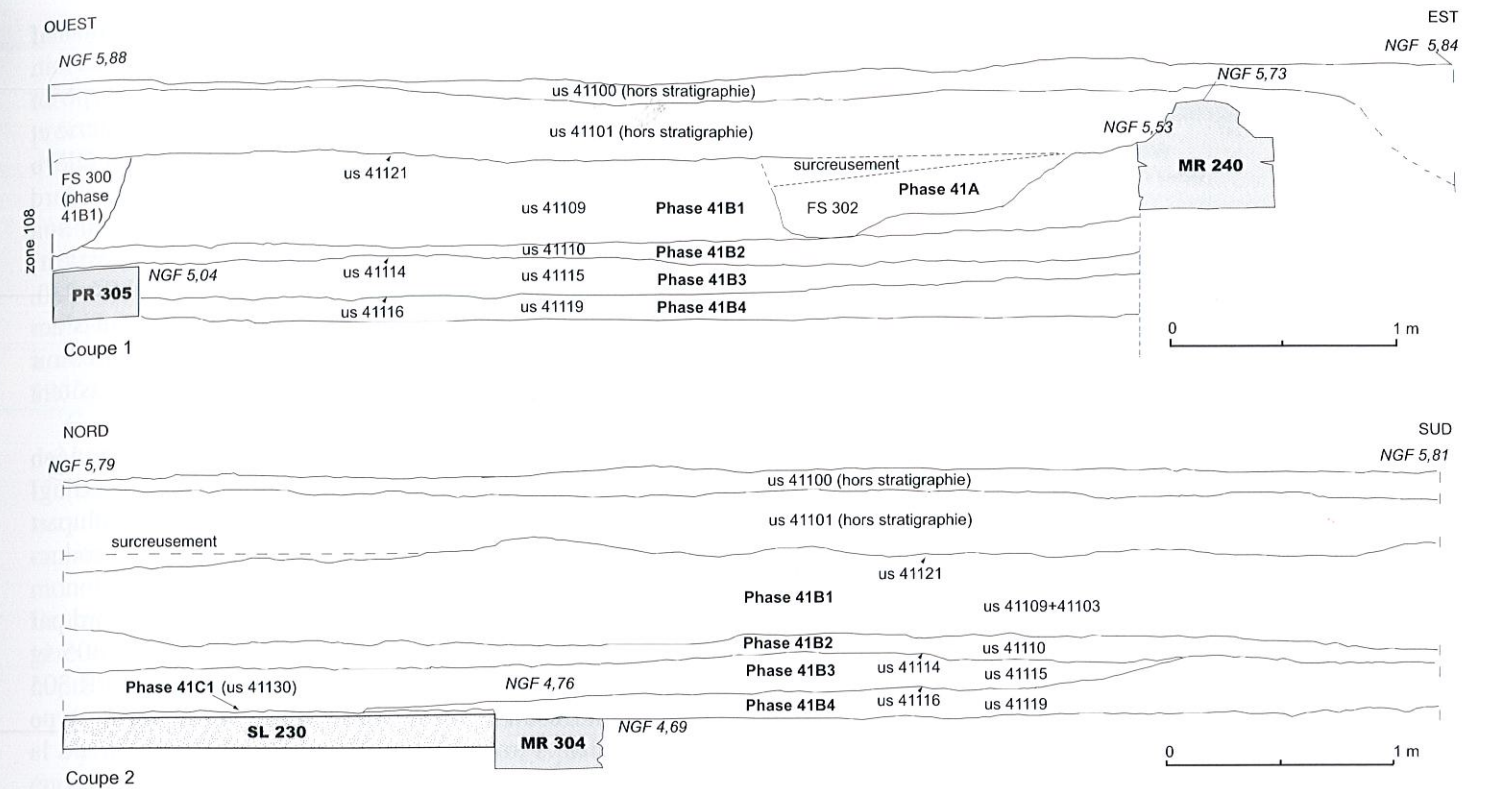 OUEST
EST
NGF 5,88
NGF 5,84
NGF 5,73
us 41100 (hors stratigraphie)
us 41101 (hors stratigraphie)
NGF 5,53
MR 240
FS 300
(phase
41B1)
us 41121
surcreusement
Phase 41A
us 41109
Phase 41B1
FS 302
zone 108
us 41110
Phase 41B2
NGF 5,04
us 41114
us 41115
Phase 41B3
PR 305
us 41116
us 41119
Phase 41B4
0
1 m
Coupe 1
NORD
SUD
NGF 5,79
NGF 5,81
us 41100 (hors stratigraphie)
us 41101 (hors stratigraphie)
surcreusement
us 41121
Phase 41B1
us 41109+41103
Phase 41B2
us 41110
Phase 41B3
us 41114
us 41115
Phase 41C1 (us 41130)
NGF 4,76
Phase 41B4
us 41116
us 41119
SL 230
MR 304
NGF 4,69
0
1 m
Coupe 2